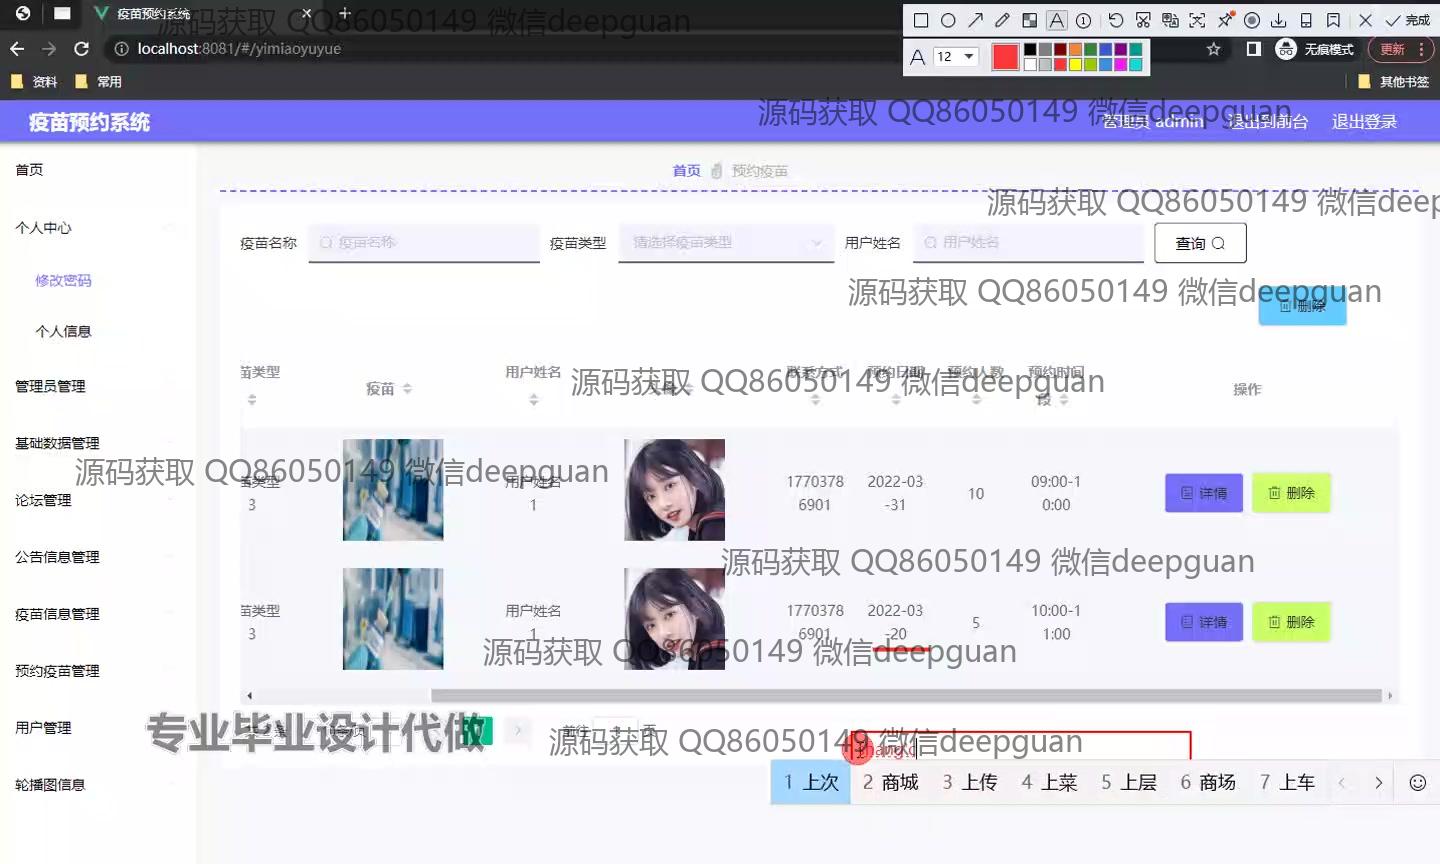 疫苗预约系统
源码获取 QQ86050149 微信deepguan
完成
localhost:8081/#/yimiaoyuyue
A 12
无痕模式
更新
资料
常用
其他书签
疫苗预约系统
源码获取 QQ86050149 微信deepguan
管理员 admin
退出到前台
退出登录
首页
首页 预约疫苗
源码获取 QQ86050149 微信deep
个人中心
疫苗名称 疫苗名称
疫苗类型 请选择疫苗类型
用户姓名 用户姓名
查询
修改密码
源码获取 QQ86050149 微信deepguan
删除
个人信息
管理员管理
苗类型
疫苗
用户姓名
源码获取 QQ86050149 微信deepguan
联系方式
预约日期
预约人数
预约时间段
操作
基础数据管理
源码获取 QQ86050149 微信deepguan
苗类型
3
用户姓名
1
1770378
6901
2022-03
-31
10
09:00-1
0:00
详情
删除
论坛管理
公告信息管理
源码获取 QQ86050149 微信deepguan
疫苗信息管理
苗类型
3
用户姓名
1
1770378
6901
2022-03
-20
5
10:00-1
1:00
详情
删除
源码获取 QQ86050149 微信deepguan
预约疫苗管理
用户管理
专业毕业设计代做
前往
页
源码获取 QQ86050149 微信deepguan
轮播图信息
1 上次 2 商城 3 上传 4 上菜 5 上层 6 商场 7 上车